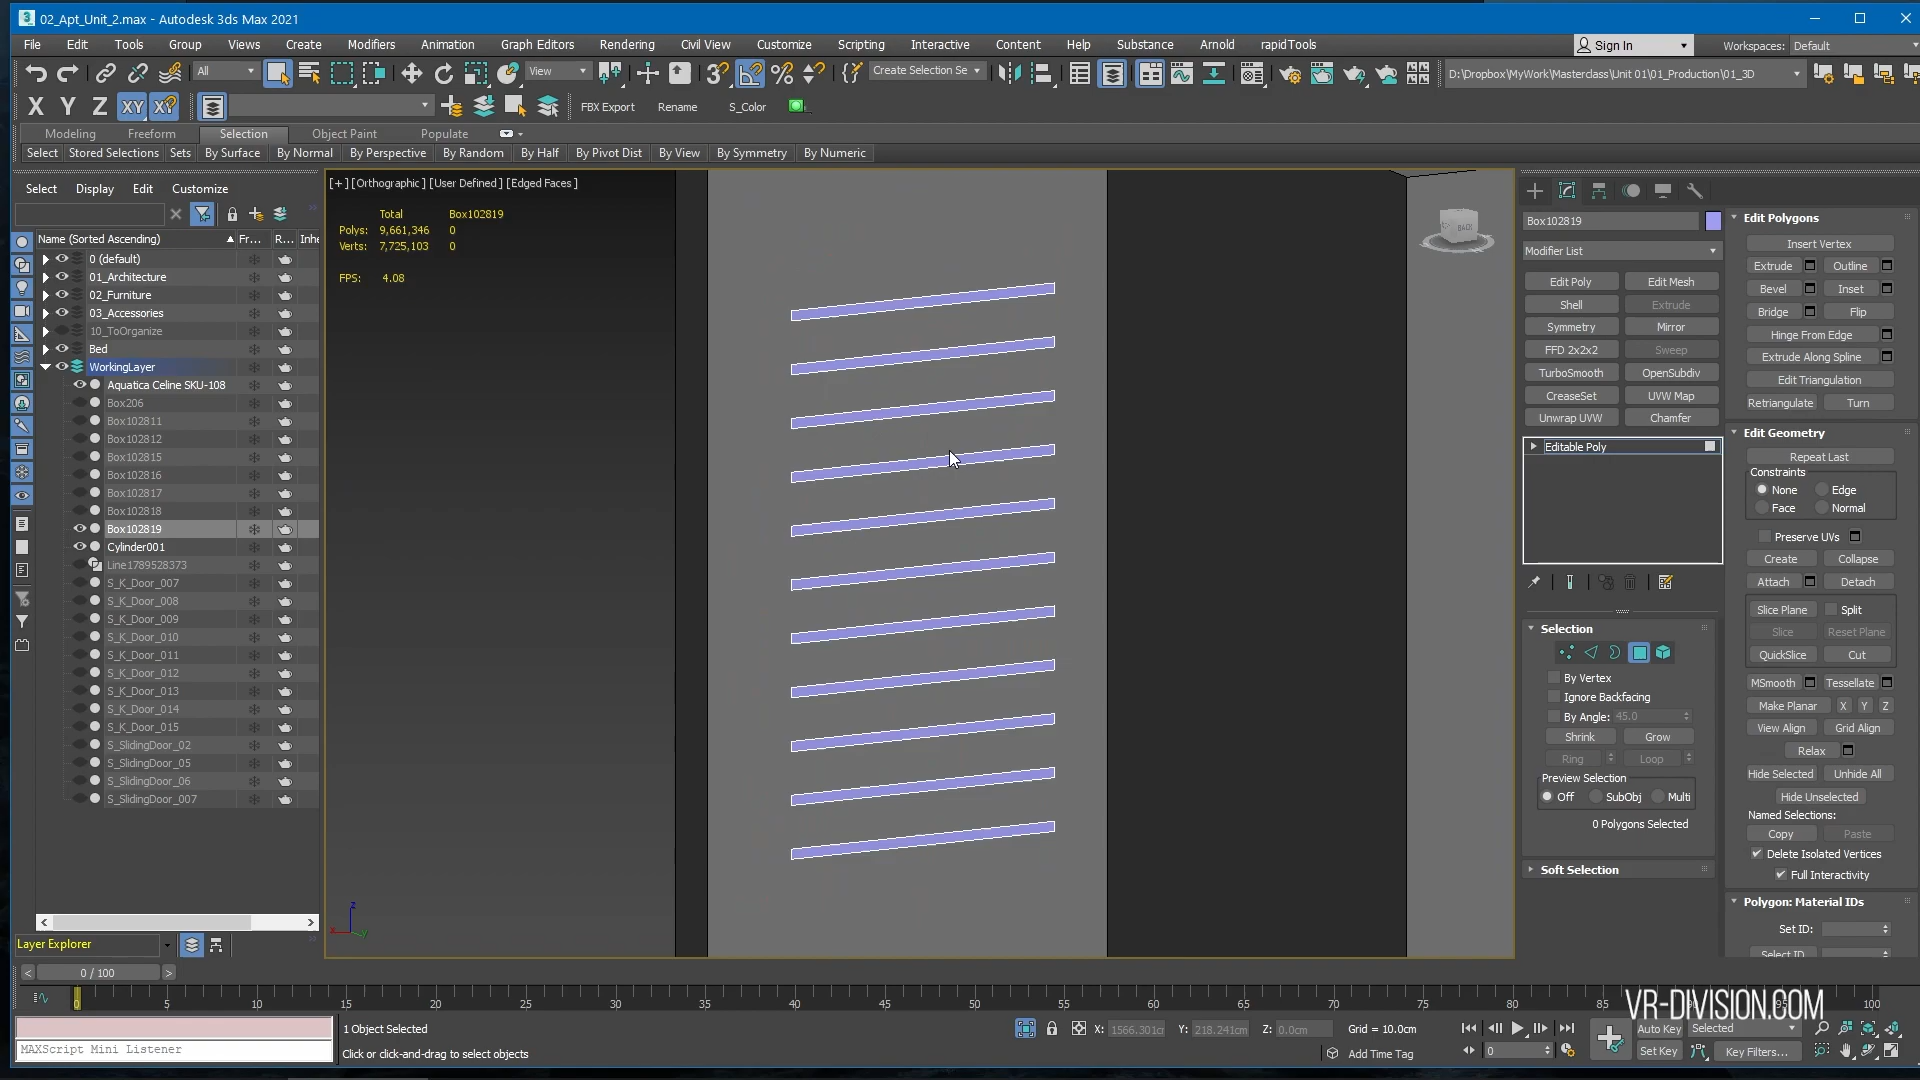 02_Apt_Unit_2.max - Autodesk 3ds Max 2021
File Edit Tools Group Views Create Modifiers Animation Graph Editors Rendering Civil View Customize Scripting Interactive Content Help Substance Arnold rapidTools Sign In Workspaces: Default
All View Create Selection Se D:\Dropbox\MyWork\Masterclass\Unit 01\01_Production\01_3D
X Y Z XY FBX Export Rename S_Color
Modeling Freeform Selection Object Paint Populate
Select Stored Selections Sets By Surface By Normal By Perspective By Random By Half By Pivot Dist By View By Symmetry By Numeric
Select Display Edit Customize
Name (Sorted Ascending) Fr... R... Inhe
0 (default)
01_Architecture
02_Furniture
03_Accessories
10_ToOrganize
Bed
WorkingLayer
Aquatica Celine SKU-108
Box206
Box102811
Box102812
Box102815
Box102816
Box102817
Box102818
Box102819
Cylinder001
Line1789528373
S_K_Door_007
S_K_Door_008
S_K_Door_009
S_K_Door_010
S_K_Door_011
S_K_Door_012
S_K_Door_013
S_K_Door_014
S_K_Door_015
S_SlidingDoor_02
S_SlidingDoor_05
S_SlidingDoor_06
S_SlidingDoor_007
Layer Explorer
[+] [Orthographic ] [User Defined ] [Edged Faces ]
Total Box102819
Polys: 9,661,346 0
Verts: 7,725,103 0
FPS: 4.08
z
Box102819
Modifier List
Edit Poly Edit Mesh
Shell Extrude
Symmetry Mirror
FFD 2x2x2 Sweep
TurboSmooth OpenSubdiv
CreaseSet UVW Map
Unwrap UVW Chamfer
Editable Poly
Selection
By Vertex
Ignore Backfacing
By Angle: 45.0
Shrink Grow
Ring Loop
Preview Selection
Off SubObj Multi
0 Polygons Selected
Soft Selection
Edit Polygons
Insert Vertex
Extrude Outline
Bevel Inset
Bridge Flip
Hinge From Edge
Extrude Along Spline
Edit Triangulation
Retriangulate Turn
Edit Geometry
Repeat Last
Constraints
None Edge
Face Normal
Preserve UVs
Create Collapse
Attach Detach
Slice Plane Split
Slice Reset Plane
QuickSlice Cut
MSmooth Tessellate
Make Planar X Y Z
View Align Grid Align
Relax
Hide Selected Unhide All
Hide Unselected
Named Selections:
Copy Paste
Delete Isolated Vertices
Full Interactivity
Polygon: Material IDs
Set ID:
Select ID
< 0 / 100 >
0 5 10 15 20 25 30 35 40 45 50 55 60 65 70 75 80 85 100
VR-DIVISION.COM
1 Object Selected
Click or click-and-drag to select objects
MAXScript Mini Listener
X: 1566.301cm Y: 218.241cm Z: 0.0cm Grid = 10.0cm
Add Time Tag
0
Auto Key Selected
Set Key Key Filters...